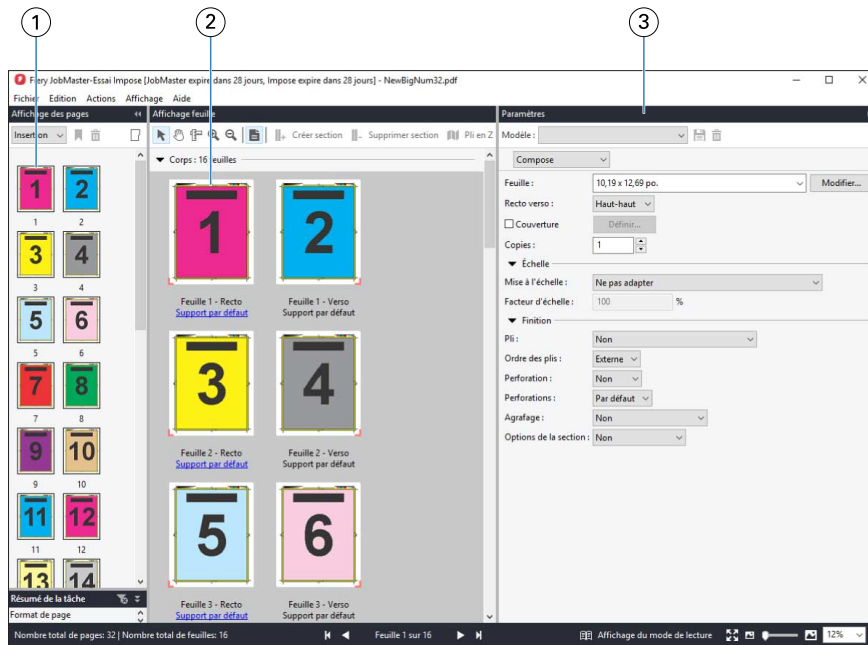 1 2 3
Fiery JobMaster-Essai Impose [JobMaster expire dans 28 jours, Impose expire dans 28 jours] - NewBigNum32.pdf
Fichier Edition Actions Affichage Aide
Affichage des pages Affichage feuille Paramètres
Insertion Créer section Supprimer section Pli en Z Modèle :
Corps : 16 feuilles
Compose
1 2
1 2
3 4
3 4
5 6
5 6
7 8
7 8
9 10
9 10
11 12
11 12
13 14
1 2
Feuille 1 - Recto Feuille 1 - Verso
Support par défaut Support par défaut
3 4
Feuille 2 - Recto Feuille 2 - Verso
Support par défaut Support par défaut
5 6
Feuille 3 - Recto Feuille 3 - Verso
Support par défaut Support par défaut
Feuille : 10,19 x 12,69 po. Modifier...
Recto verso : Haut-haut
Couverture Définir...
Copies : 1
Échelle
Mise à l'échelle : Ne pas adapter
Facteur d'échelle : 100 %
Finition
Pli : Non
Ordre des plis : Externe
Perforation : Non
Perforations : Par défaut
Agrafage : Non
Options de la section : Non
Résumé de la tâche
Format de page
Nombre total de pages: 32 | Nombre total de feuilles: 16 Feuille 1 sur 16 Affichage du mode de lecture 12%